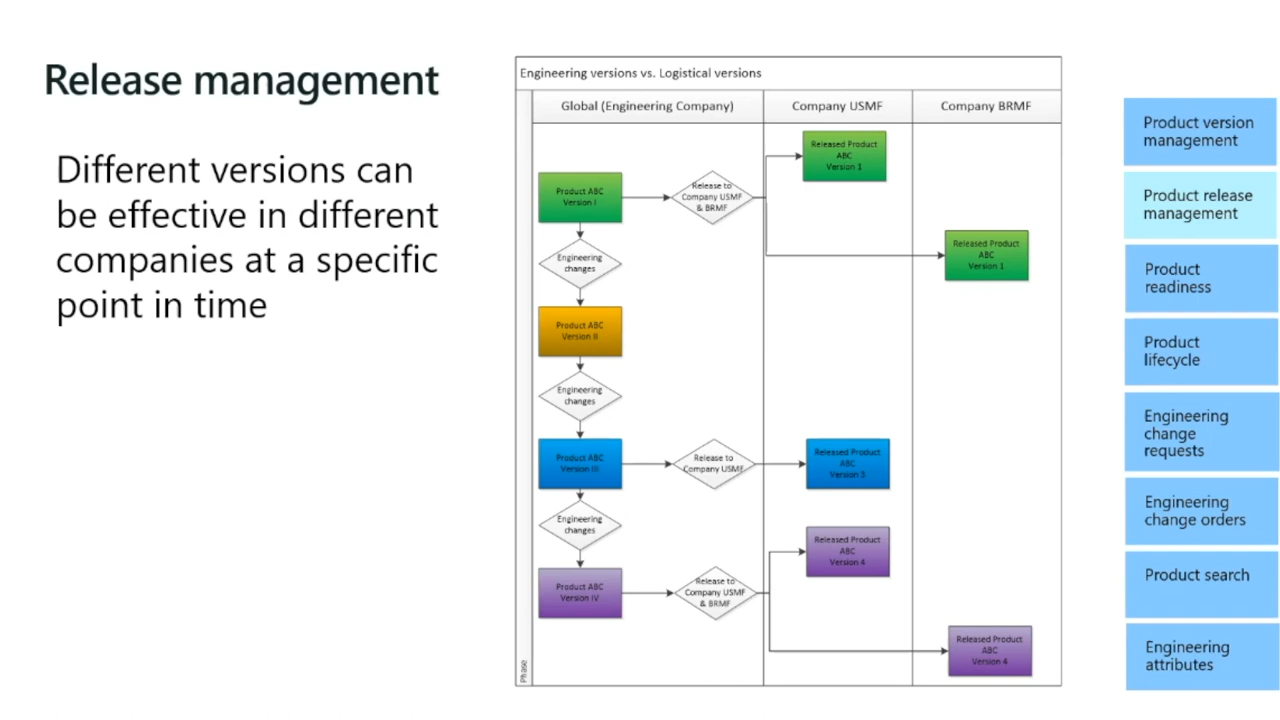 Release management
Different versions can
be effective in different
companies at a specific
point in time
Engineering versions vs. Logistical versions
Global (Engineering Company)
Company USMF
Company BRMF
Phase
Product ABC
Version I
Release to
Company USMF
& BRMF
Released Product
ABC
Version 1
Released Product
ABC
Version 1
Engineering
changes
Product ABC
Version II
Engineering
changes
Product ABC
Version III
Release to
Company USMF
Released Product
ABC
Version 3
Engineering
changes
Product ABC
Version IV
Release to
Company USMF
& BRMF
Released Product
ABC
Version 4
Released Product
ABC
Version 4
Product version
management
Product release
management
Product
readiness
Product
lifecycle
Engineering
change
requests
Engineering
change orders
Product search
Engineering
attributes